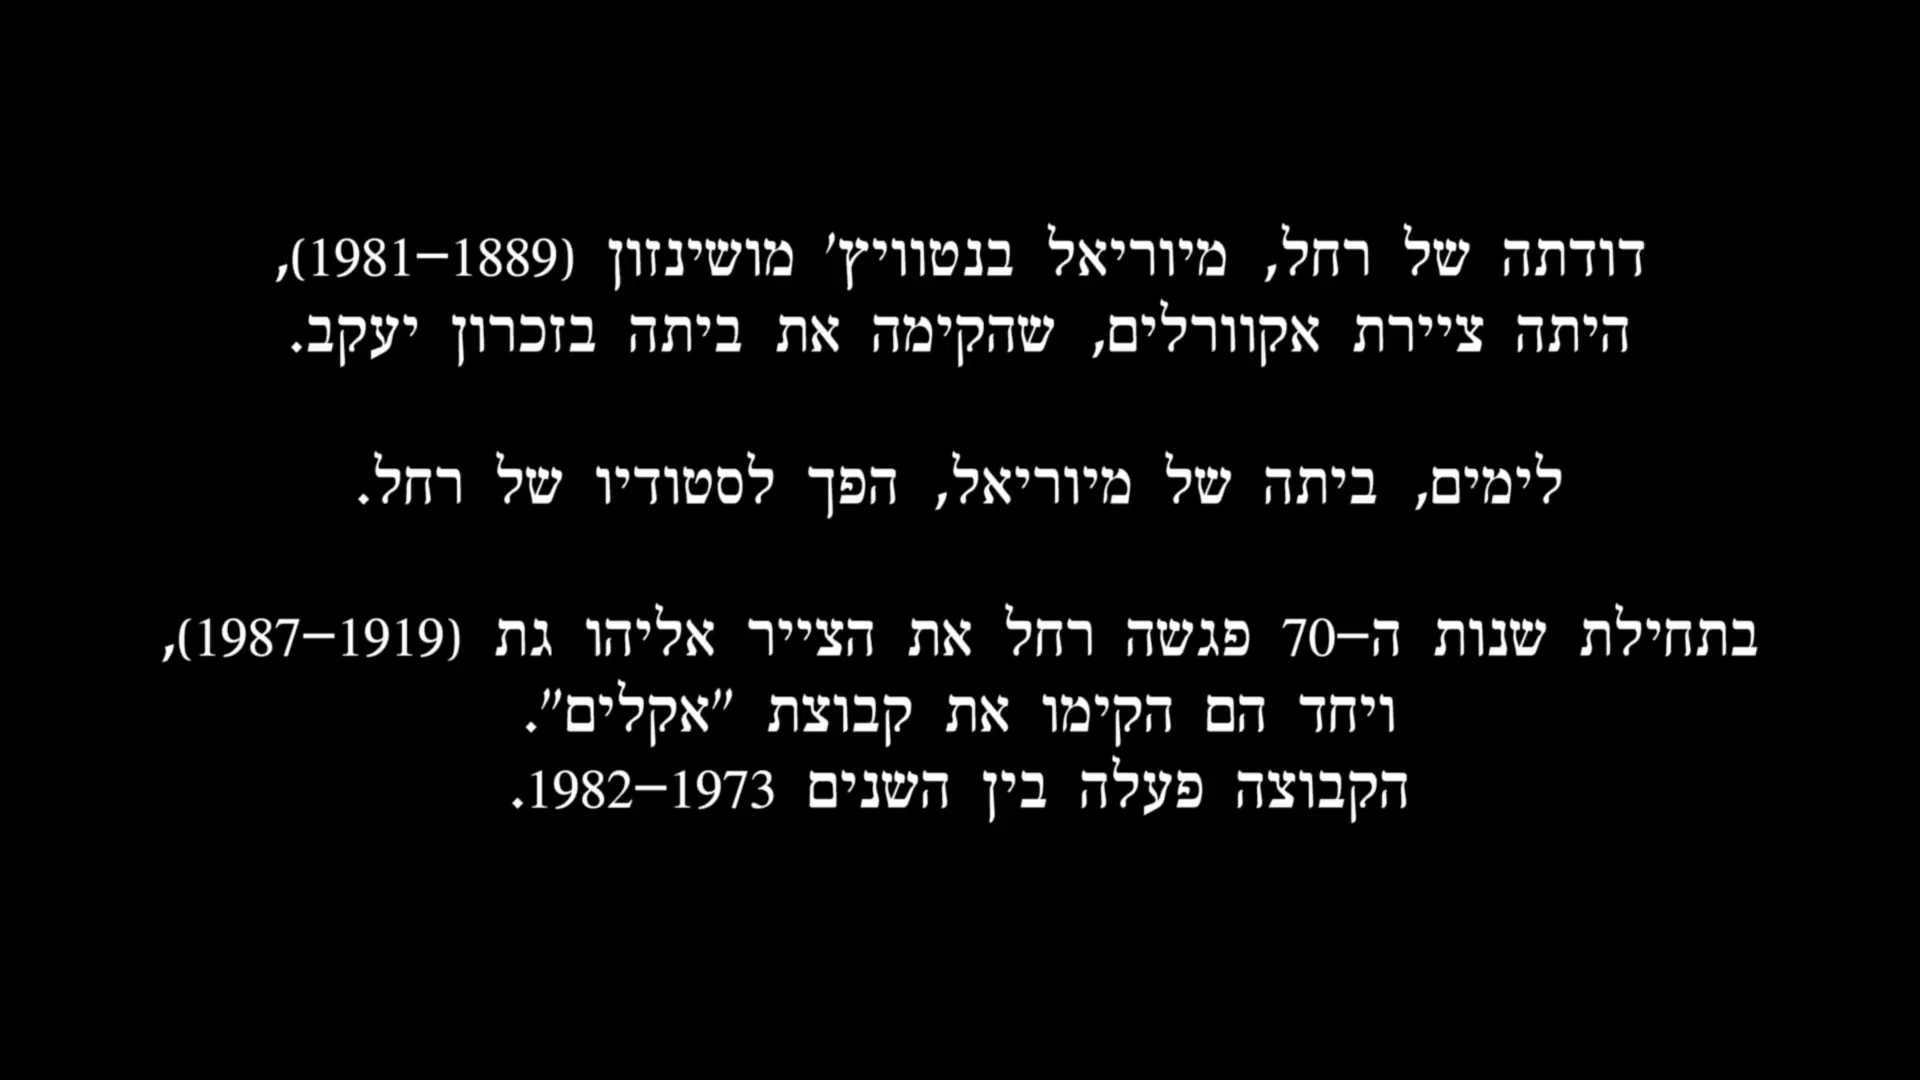 דודתה של רחל, מיוריאל בנטוויץ' מושינזון (1889–1981),
היתה ציירת אקוורלים, שהקימה את ביתה בזכרון יעקב.
לימים, ביתה של מיוריאל, הפך לסטודיו של רחל.
בתחילת שנות ה–70 פגשה רחל את הצייר אליהו גת (1919–1987),
ויחד הם הקימו את קבוצת "אקלים".
הקבוצה פעלה בין השנים 1973–1982.